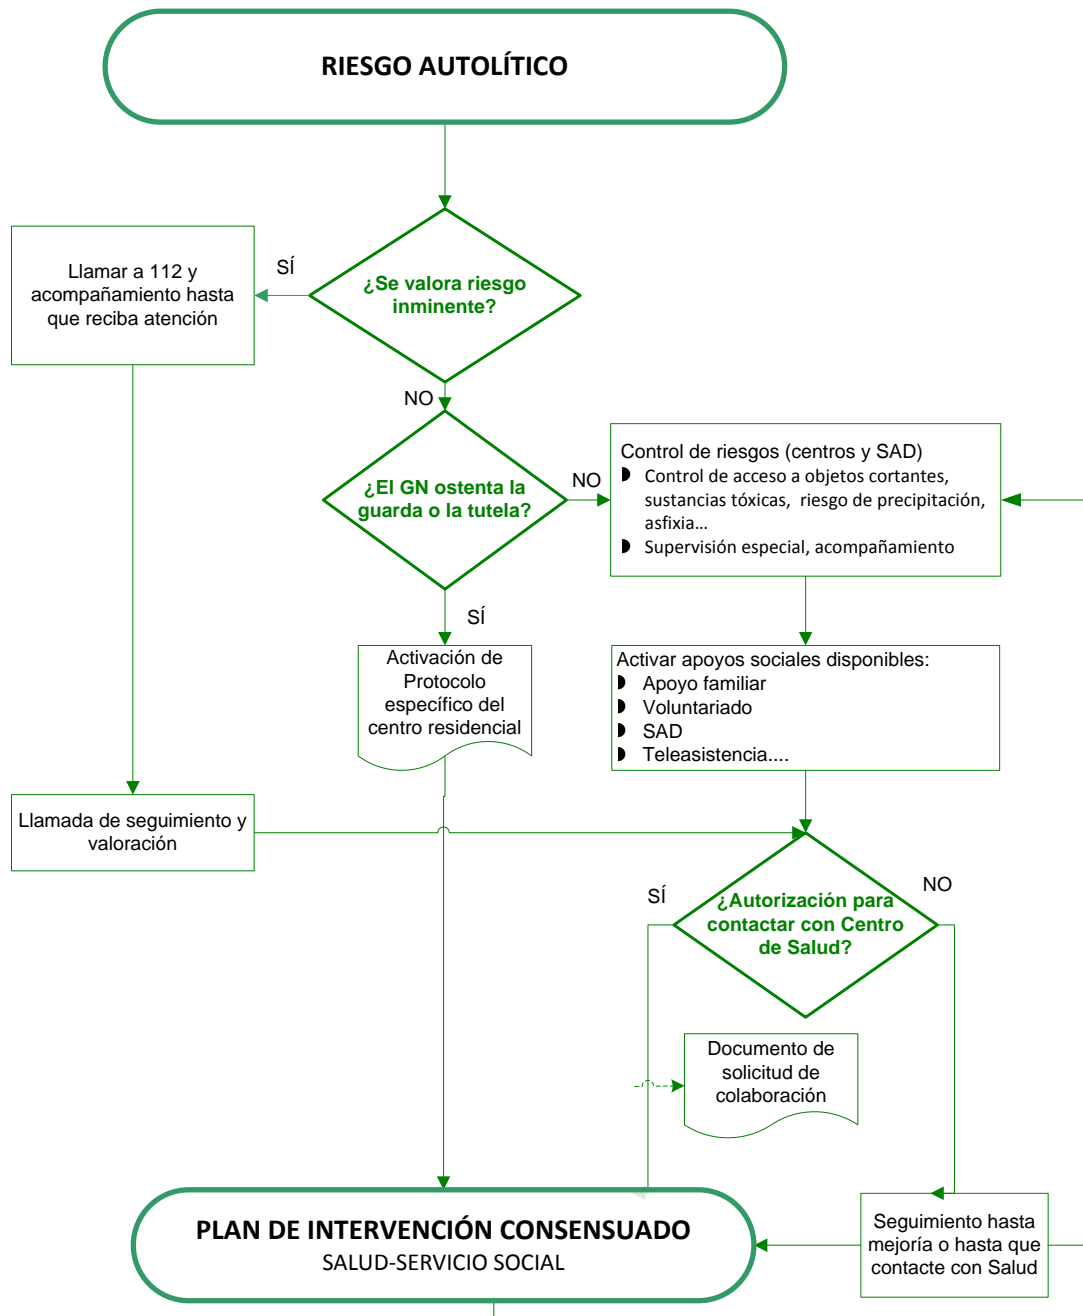 RIESGO AUTOLÍTICO
¿Se valora riesgo
inminente?
SÍ
Llamar a 112 y
acompañamiento hasta
que reciba atención
NO
¿El GN ostenta la
guarda o la tutela?
NO
Control de riesgos (centros y SAD)
Control de acceso a objetos cortantes,
sustancias tóxicas, riesgo de precipitación,
asfixia…
Supervisión especial, acompañamiento
SÍ
Activación de
Protocolo
específico del
centro residencial
Activar apoyos sociales disponibles:
Apoyo familiar
Voluntariado
SAD
Teleasistencia....
Llamada de seguimiento y
valoración
¿Autorización para
contactar con Centro
de Salud?
SÍ
NO
Documento de
solicitud de
colaboración
PLAN DE INTERVENCIÓN CONSENSUADO
SALUD-SERVICIO SOCIAL
Seguimiento hasta
mejoría o hasta que
contacte con Salud